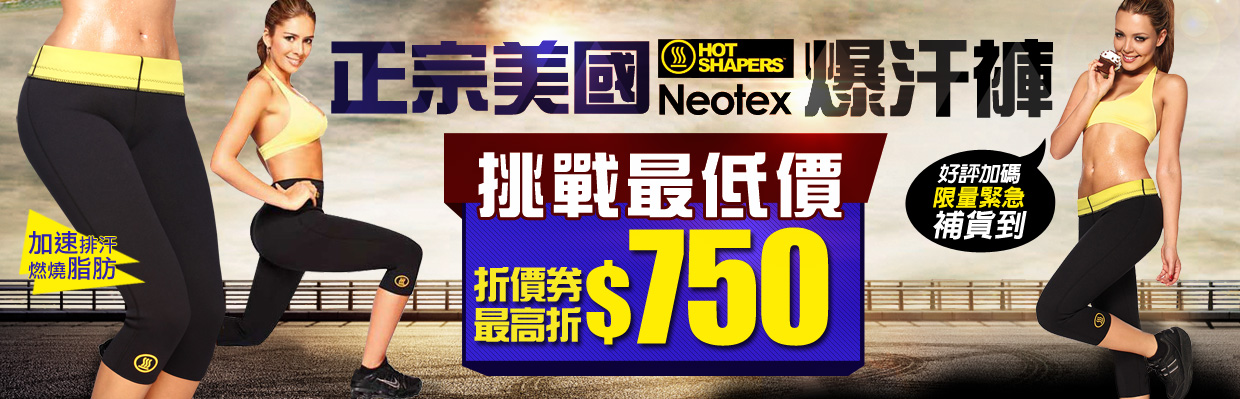 正宗美國
HOT
SHAPERS
Neotex
爆汗褲
挑戰最低價
折價券
最高折
$750
好評加碼
限量緊急
補貨到
加速排汗
燃燒脂肪